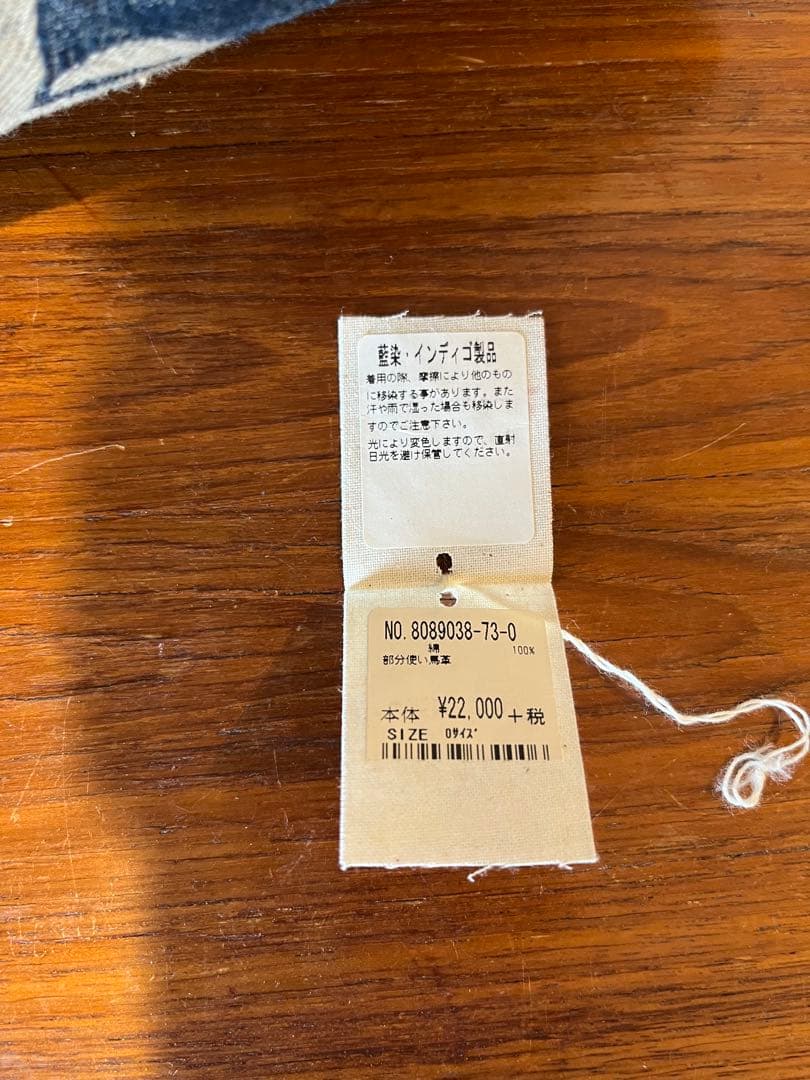 藍染・インディゴ製品
着用の際、摩擦により他のもの
に移染する事があります。また
汗や雨で湿った場合も移染しま
すのでご注意下さい。
光により変色しますので、直射
日光を避け保管してください。
NO.8089038-73-0
綿 100%
部分使い馬革
本体 ¥22,000+税
SIZE 0サイズ